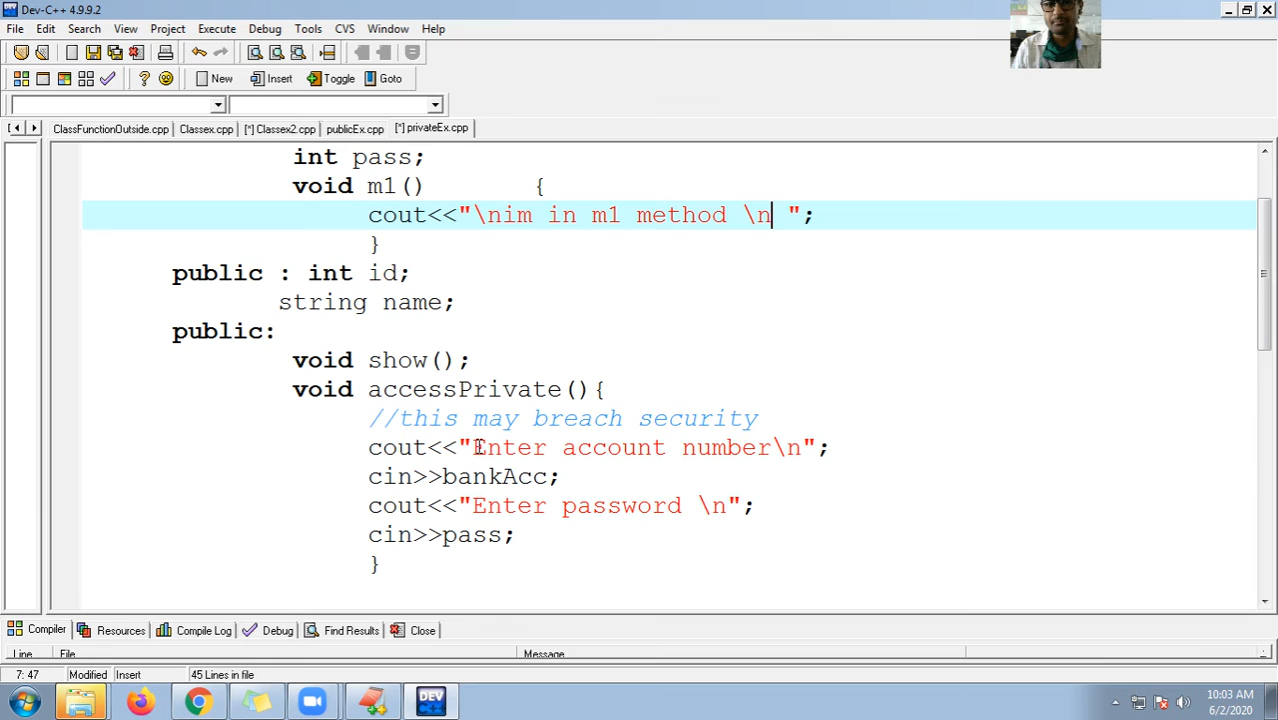 Dev-C++ 4.9.9.2
File Edit Search View Project Execute Debug Tools CVS Window Help
New Insert Toggle Goto
ClassFunctionOutside.cpp Classex.cpp [*] Classex2.cpp publicEx.cpp [*] privateEx.cpp
int pass;
void m1() {
cout<<"\nim in m1 method \n ";
}
public : int id;
string name;
public:
void show();
void accessPrivate(){
//this may breach security
cout<<"Enter account number\n";
cin>>bankAcc;
cout<<"Enter password \n";
cin>>pass;
}
Compiler Resources Compile Log Debug Find Results Close
Line File Message
7: 47 Modified Insert 45 Lines in file
DEV C++
10:03 AM
6/2/2020